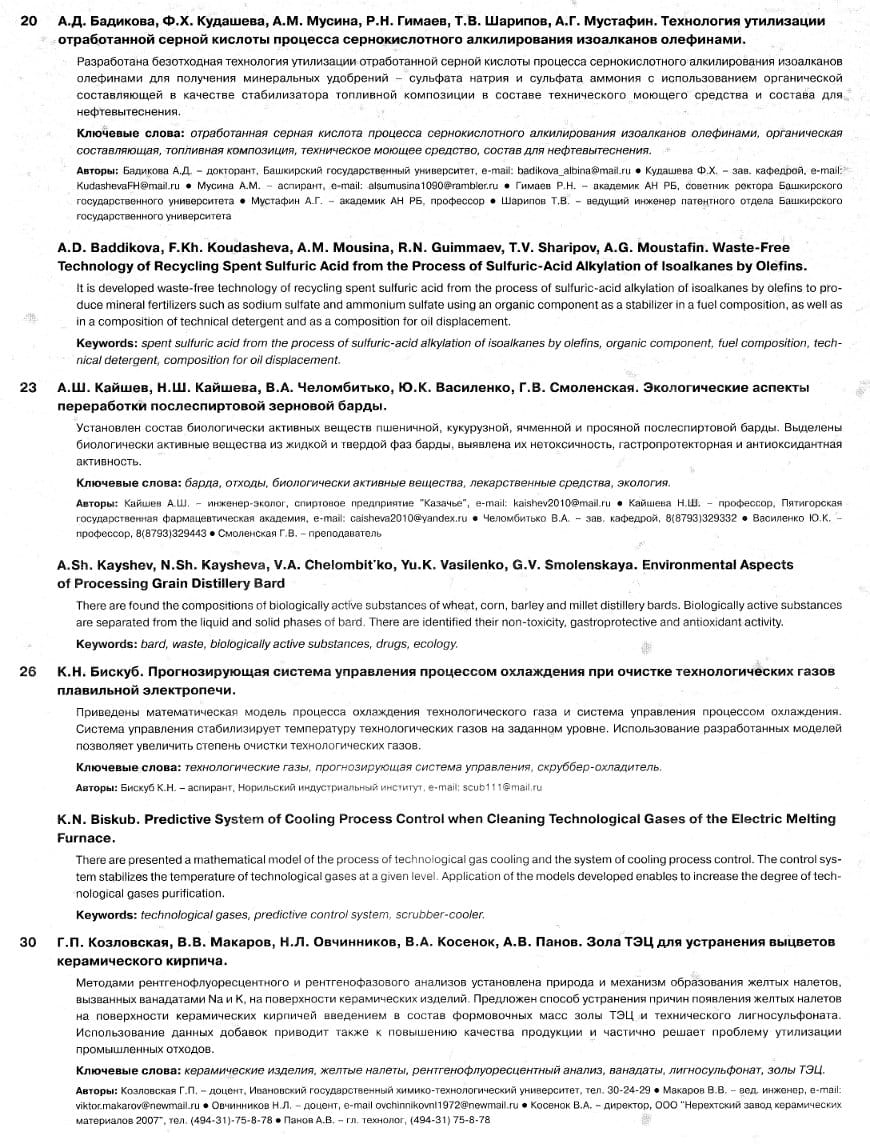 20 А.Д. Бадикова, Ф.Х. Кудашева, А.М. Мусина, Р.Н. Гимаев, Т.В. Шарипов, А.Г. Мустафин. Технология утилизации
отработанной серной кислоты процесса сернокислотного алкилирования изоалканов олефинами.
Разработана безотходная технология утилизации отработанной серной кислоты процесса сернокислотного алкилирования изоалканов
олефинами для получения минеральных удобрений – сульфата натрия и сульфата аммония с использованием органической
составляющей в качестве стабилизатора топливной композиции в составе технического моющего средства и состава для
нефтевытеснения.
Ключевые слова: отработанная серная кислота процесса сернокислотного алкилирования изоалканов олефинами, органическая
составляющая, топливная композиция, техническое моющее средство, состав для нефтевытеснения.
Авторы: Бадикова А.Д. – докторант, Башкирский государственный университет, e-mail: badikova_albina@mail.ru ● Кудашева Ф.Х. – зав. кафедрой, e-mail:
KudashevaFH@mail.ru ● Мусина А.М. – аспирант, e-mail: alsumusina1090@rambler.ru ● Гимаев Р.Н. – академик АН РБ, советник ректора Башкирского
государственного университета ● Мустафин А.Г. – академик АН РБ, профессор ● Шарипов Т.В. – ведущий инженер патентного отдела Башкирского
государственного университета
A.D. Baddikova, F.Kh. Koudasheva, A.M. Mousina, R.N. Guimmaev, T.V. Sharipov, A.G. Moustafin. Waste-Free
Technology of Recycling Spent Sulfuric Acid from the Process of Sulfuric-Acid Alkylation of Isoalkanes by Olefins.
It is developed waste-free technology of recycling spent sulfuric acid from the process of sulfuric-acid alkylation of isoalkanes by olefins to pro-
duce mineral fertilizers such as sodium sulfate and ammonium sulfate using an organic component as a stabilizer in a fuel composition, as well as
in a composition of technical detergent and as a composition for oil displacement.
Keywords: spent sulfuric acid from the process of sulfuric-acid alkylation of isoalkanes by olefins, organic component, fuel composition, tech-
nical detergent, composition for oil displacement.
23 А.Ш. Кайшев, Н.Ш. Кайшева, В.А. Челомбитько, Ю.К. Василенко, Г.В. Смоленская. Экологические аспекты
переработки послеспиртовой зерновой барды.
Установлен состав биологически активных веществ пшеничной, кукурузной, ячменной и просяной послеспиртовой барды. Выделены
биологически активные вещества из жидкой и твердой фаз барды, выявлена их нетоксичность, гастропротекторная и антиоксидантная
активность.
Ключевые слова: барда, отходы, биологически активные вещества, лекарственные средства, экология.
Авторы: Кайшев А.Ш. – инженер-эколог, спиртовое предприятие "Казачье", e-mail: kaishev2010@mail.ru ● Кайшева Н.Ш. – профессор, Пятигорская
государственная фармацевтическая академия, e-mail: caisheva2010@yandex.ru ● Челомбитько В.А. – зав. кафедрой, 8(8793)329332 ● Василенко Ю.К. –
профессор, 8(8793)329443 ● Смоленская Г.В. – преподаватель
A.Sh. Kayshev, N.Sh. Kaysheva, V.A. Chelombit'ko, Yu.K. Vasilenko, G.V. Smolenskaya. Environmental Aspects
of Processing Grain Distillery Bard
There are found the compositions of biologically active substances of wheat, corn, barley and millet distillery bards. Biologically active substances
are separated from the liquid and solid phases of bard. There are identified their non-toxicity, gastroprotective and antioxidant activity.
Keywords: bard, waste, biologically active substances, drugs, ecology.
26 К.Н. Бискуб. Прогнозирующая система управления процессом охлаждения при очистке технологических газов
плавильной электропечи.
Приведены математическая модель процесса охлаждения технологического газа и система управления процессом охлаждения.
Система управления стабилизирует температуру технологических газов на заданном уровне. Использование разработанных моделей
позволяет увеличить степень очистки технологических газов.
Ключевые слова: технологические газы, прогнозирующая система управления, скруббер-охладитель.
Авторы: Бискуб К.Н. – аспирант, Норильский индустриальный институт, e-mail: scub111@mail.ru
K.N. Biskub. Predictive System of Cooling Process Control when Cleaning Technological Gases of the Electric Melting
Furnace.
There are presented a mathematical model of the process of technological gas cooling and the system of cooling process control. The control sys-
tem stabilizes the temperature of technological gases at a given level. Application of the models developed enables to increase the degree of tech-
nological gases purification.
Keywords: technological gases, predictive control system, scrubber-cooler.
30 Г.П. Козловская, В.В. Макаров, Н.Л. Овчинников, В.А. Косенок, А.В. Панов. Зола ТЭЦ для устранения выцветов
керамического кирпича.
Методами рентгенофлуоресцентного и рентгенофазового анализов установлена природа и механизм образования желтых налетов,
вызванных ванадатами Na и K, на поверхности керамических изделий. Предложен способ устранения причин появления желтых налетов
на поверхности керамических кирпичей введением в состав формовочных масс золы ТЭЦ и технического лигносульфоната.
Использование данных добавок приводит также к повышению качества продукции и частично решает проблему утилизации
промышленных отходов.
Ключевые слова: керамические изделия, желтые налеты, рентгенофлуоресцентный анализ, ванадаты, лигносульфонат, золы ТЭЦ.
Авторы: Козловская Г.П. – доцент, Ивановский государственный химико-технологический университет, тел. 30-24-29 ● Макаров В.В. – вед. инженер, e-mail:
viktor.makarov@newmail.ru ● Овчинников Н.Л. – доцент, e-mail ovchinnikovnl1972@newmail.ru ● Косенок В.А. – директор, ООО "Нерехтский завод керамических
материалов 2007", тел. (494-31)-75-8-78 ● Панов А.В. – гл. технолог, (494-31) 75-8-78